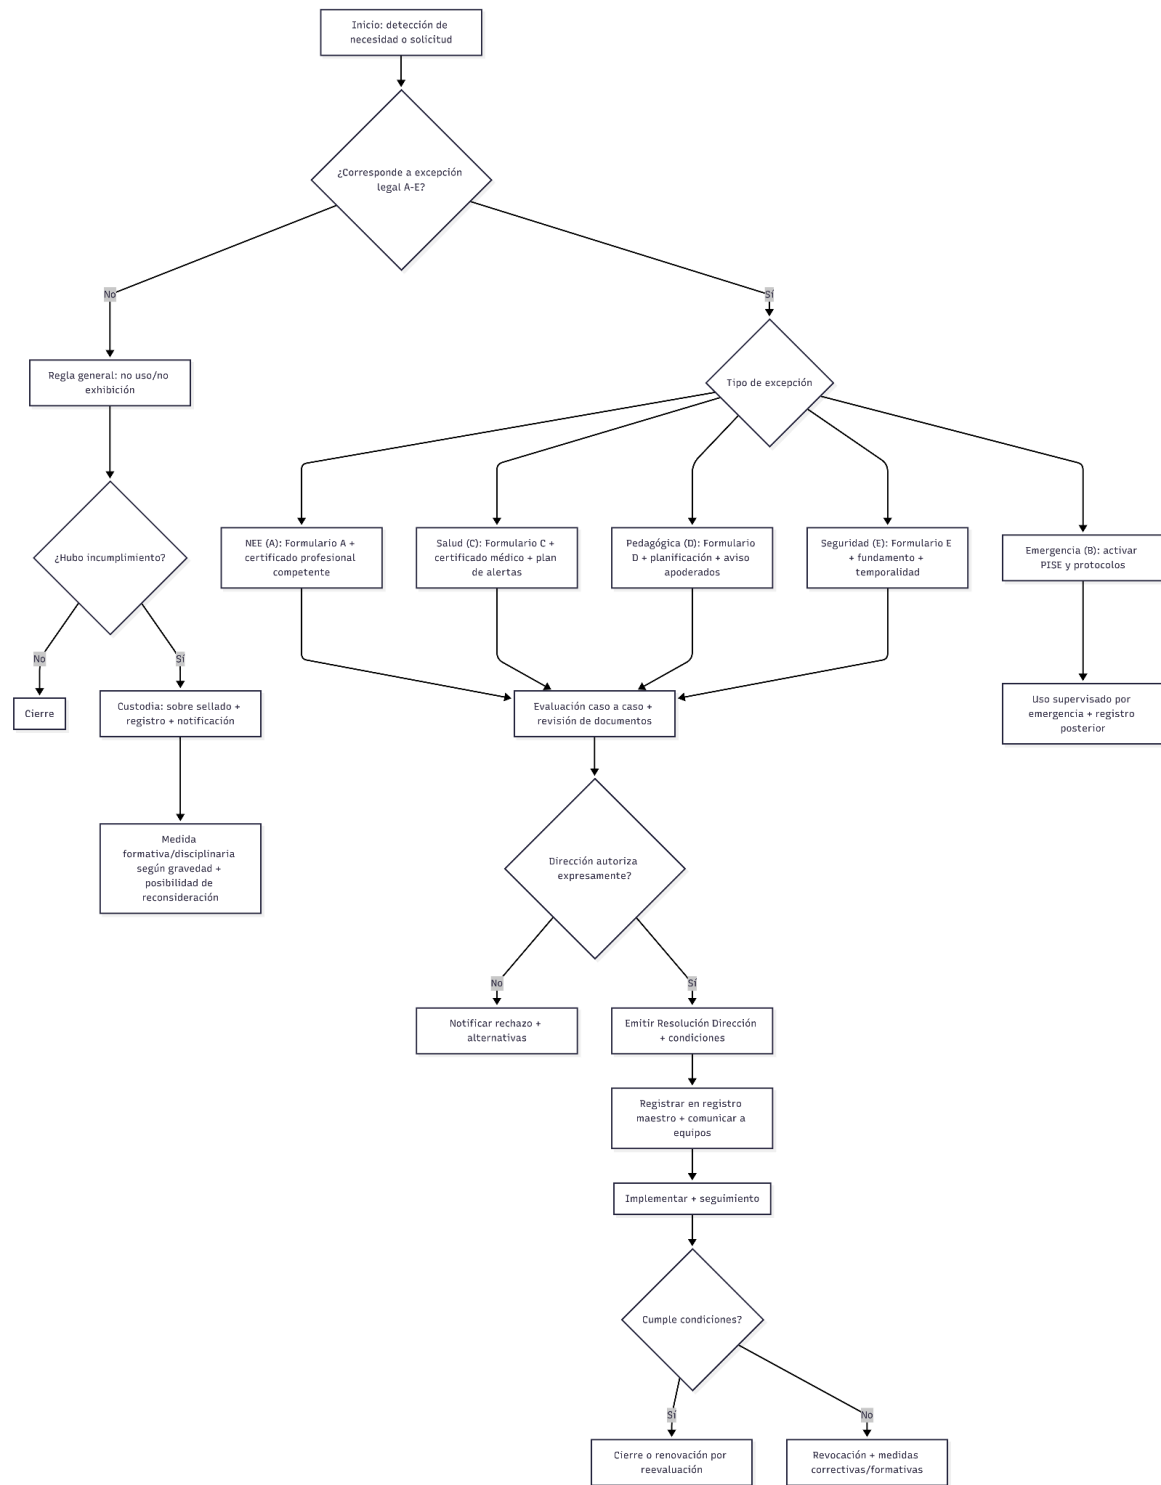 Inicio: detección de
necesidad o solicitud
¿Corresponde a excepción
legal A-E?
No
Sí
Regla general: no uso/no
exhibición
Tipo de excepción
¿Hubo incumplimiento?
NEE (A): Formulario A +
certificado profesional
competente
Salud (C): Formulario C +
certificado médico + plan
de alertas
Pedagógica (D): Formulario
D + planificación + aviso
apoderados
Seguridad (E): Formulario E
+ fundamento +
temporalidad
Emergencia (B): activar
PISE y protocolos
No
Sí
Cierre
Custodia: sobre sellado +
registro + notificación
Evaluación caso a caso +
revisión de documentos
Uso supervisado por
emergencia + registro
posterior
Medida
formativa/disciplinaria
según gravedad +
posibilidad de
reconsideración
Dirección autoriza
expresamente?
No
Sí
Notificar rechazo +
alternativas
Emitir Resolución Dirección
+ condiciones
Registrar en registro
maestro + comunicar a
equipos
Implementar + seguimiento
Cumple condiciones?
Sí
No
Cierre o renovación por
reevaluación
Revocación + medidas
correctivas/formativas